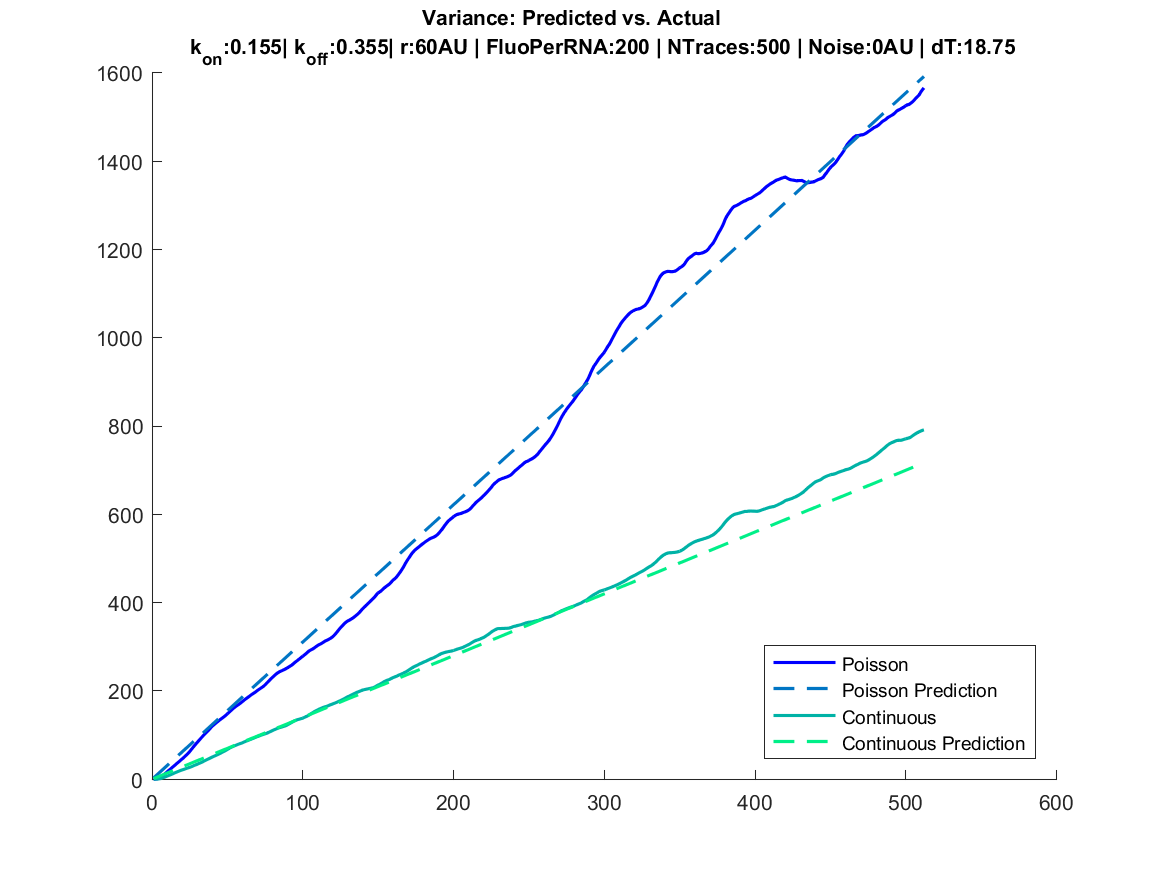 Variance: Predicted vs. Actual
kon:0.155| koff:0.355| r:60AU | FluoPerRNA:200 | NTraces:500 | Noise:0AU | dT:18.75
1600
1400
1200
1000
800
600
400
200
0
0 100 200 300 400 500 600
Poisson
Poisson Prediction
Continuous
Continuous Prediction